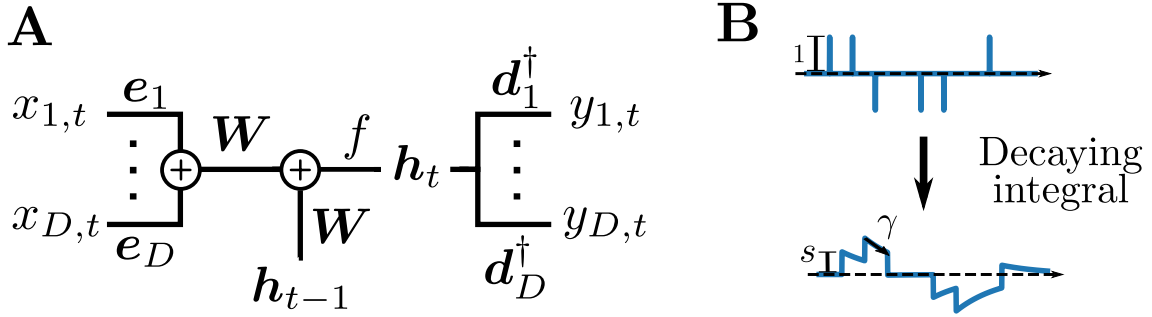 A
x_{1,t} e_1 W f h_t d_1^† y_{1,t}
x_{D,t} e_D W h_{t−1} d_D^† y_{D,t}
B
1
Decaying
integral
s γ